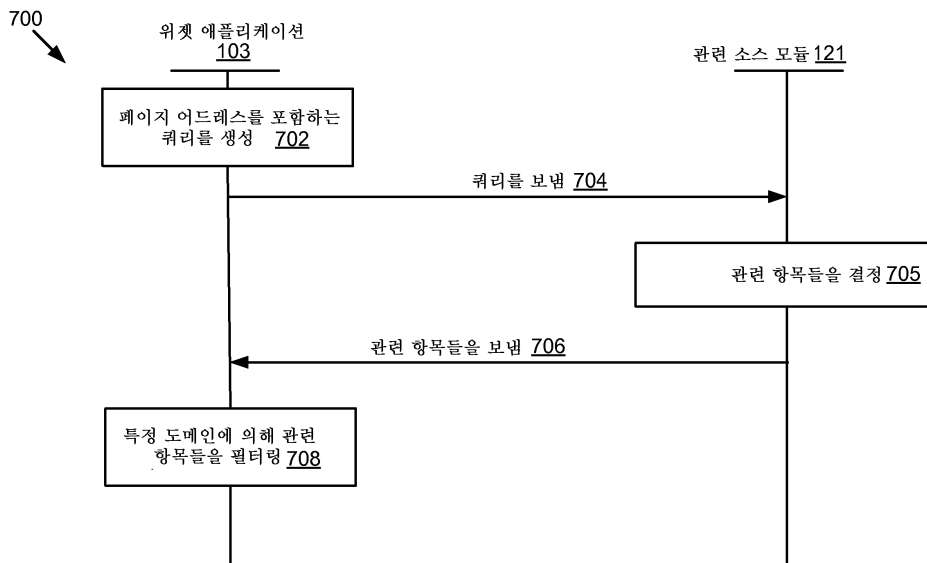 700
위젯 애플리케이션
103
관련 소스 모듈 121
페이지 어드레스를 포함하는
쿼리를 생성 702
쿼리를 보냄 704
관련 항목들을 결정 705
관련 항목들을 보냄 706
특정 도메인에 의해 관련
항목들을 필터링 708